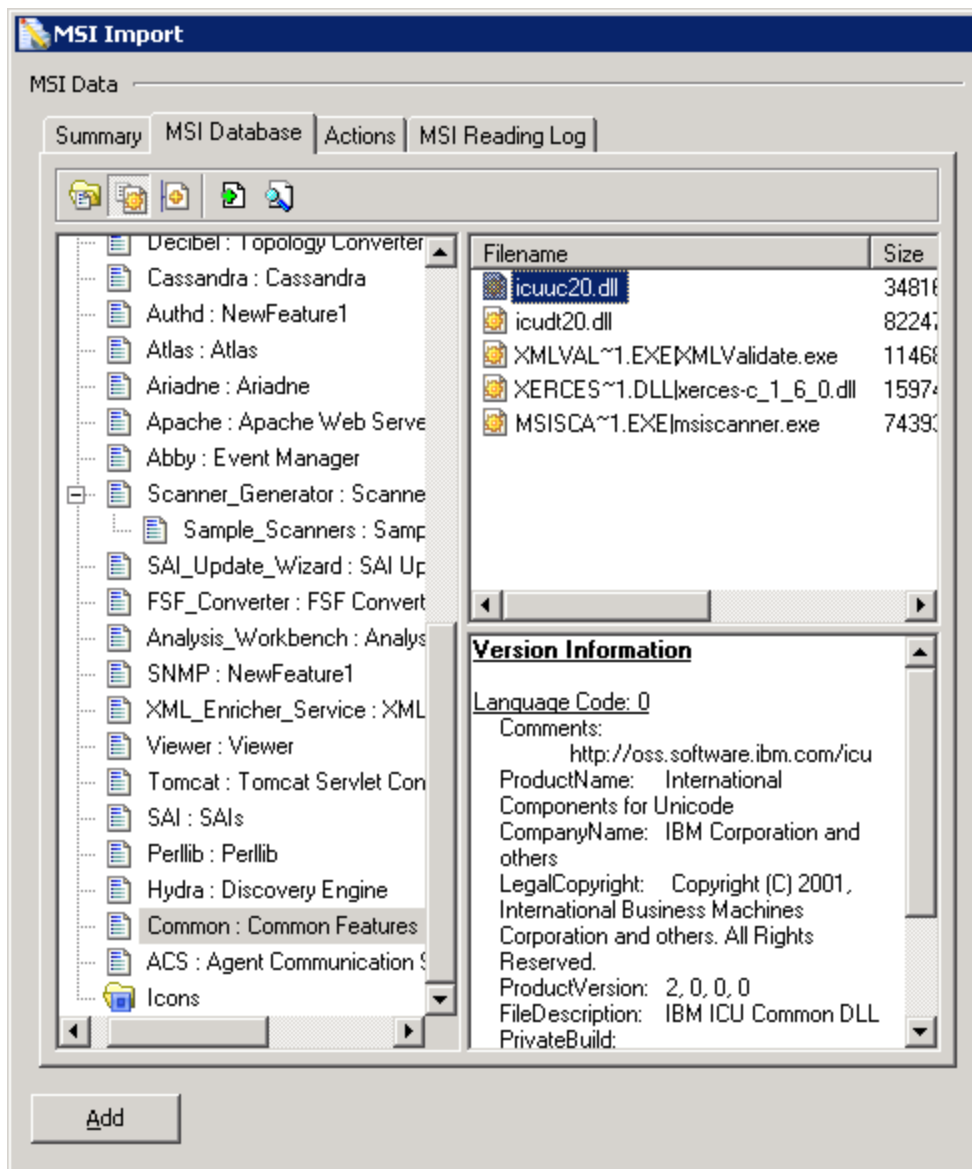 MSI Import
MSI Data
Summary
MSI Database
Actions
MSI Reading Log
Decibel : Topology Converter
Cassandra : Cassandra
Authd : NewFeature1
Atlas : Atlas
Ariadne : Ariadne
Apache : Apache Web Serve
Abby : Event Manager
Scanner_Generator : Scanne
Sample_Scanners : Samp
SAI_Update_Wizard : SAI Up
FSF_Converter : FSF Convert
Analysis_Workbench : Analys
SNMP : NewFeature1
XML_Enricher_Service : XML
Viewer : Viewer
Tomcat : Tomcat Servlet Con
SAI : SAIs
Perllib : Perllib
Hydra : Discovery Engine
Common : Common Features
ACS : Agent Communication S
Icons
Filename Size
icuuc20.dll 34816
icudt20.dll 82247
XMLVAL~1.EXE|XMLValidate.exe 11468
XERCES~1.DLL|xerces-c_1_6_0.dll 15974
MSISCA~1.EXE|msiscanner.exe 74393
Version Information
Language Code: 0
Comments:
http://oss.software.ibm.com/icu
ProductName: International
Components for Unicode
CompanyName: IBM Corporation and
others
LegalCopyright: Copyright (C) 2001,
International Business Machines
Corporation and others. All Rights
Reserved.
ProductVersion: 2, 0, 0, 0
FileDescription: IBM ICU Common DLL
PrivateBuild:
Add